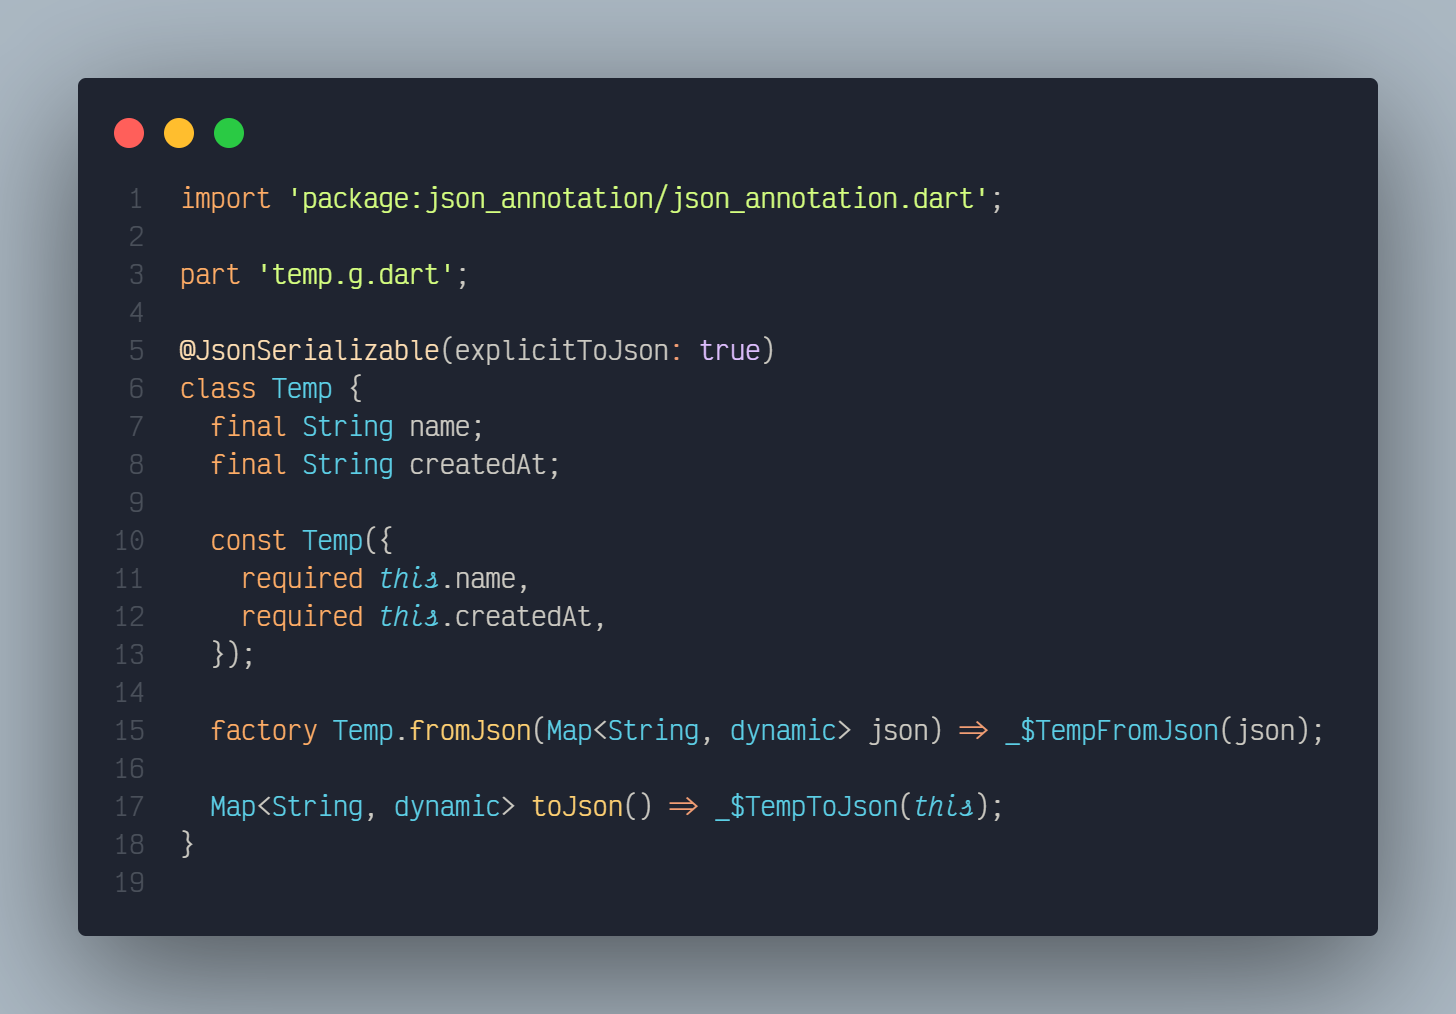 1 import 'package:json_annotation/json_annotation.dart';
2
3 part 'temp.g.dart';
4
5 @JsonSerializable(explicitToJson: true)
6 class Temp {
7   final String name;
8   final String createdAt;
9
10   const Temp({
11     required this.name,
12     required this.createdAt,
13   });
14
15   factory Temp.fromJson(Map<String, dynamic> json) => _$TempFromJson(json);
16
17   Map<String, dynamic> toJson() => _$TempToJson(this);
18 }
19